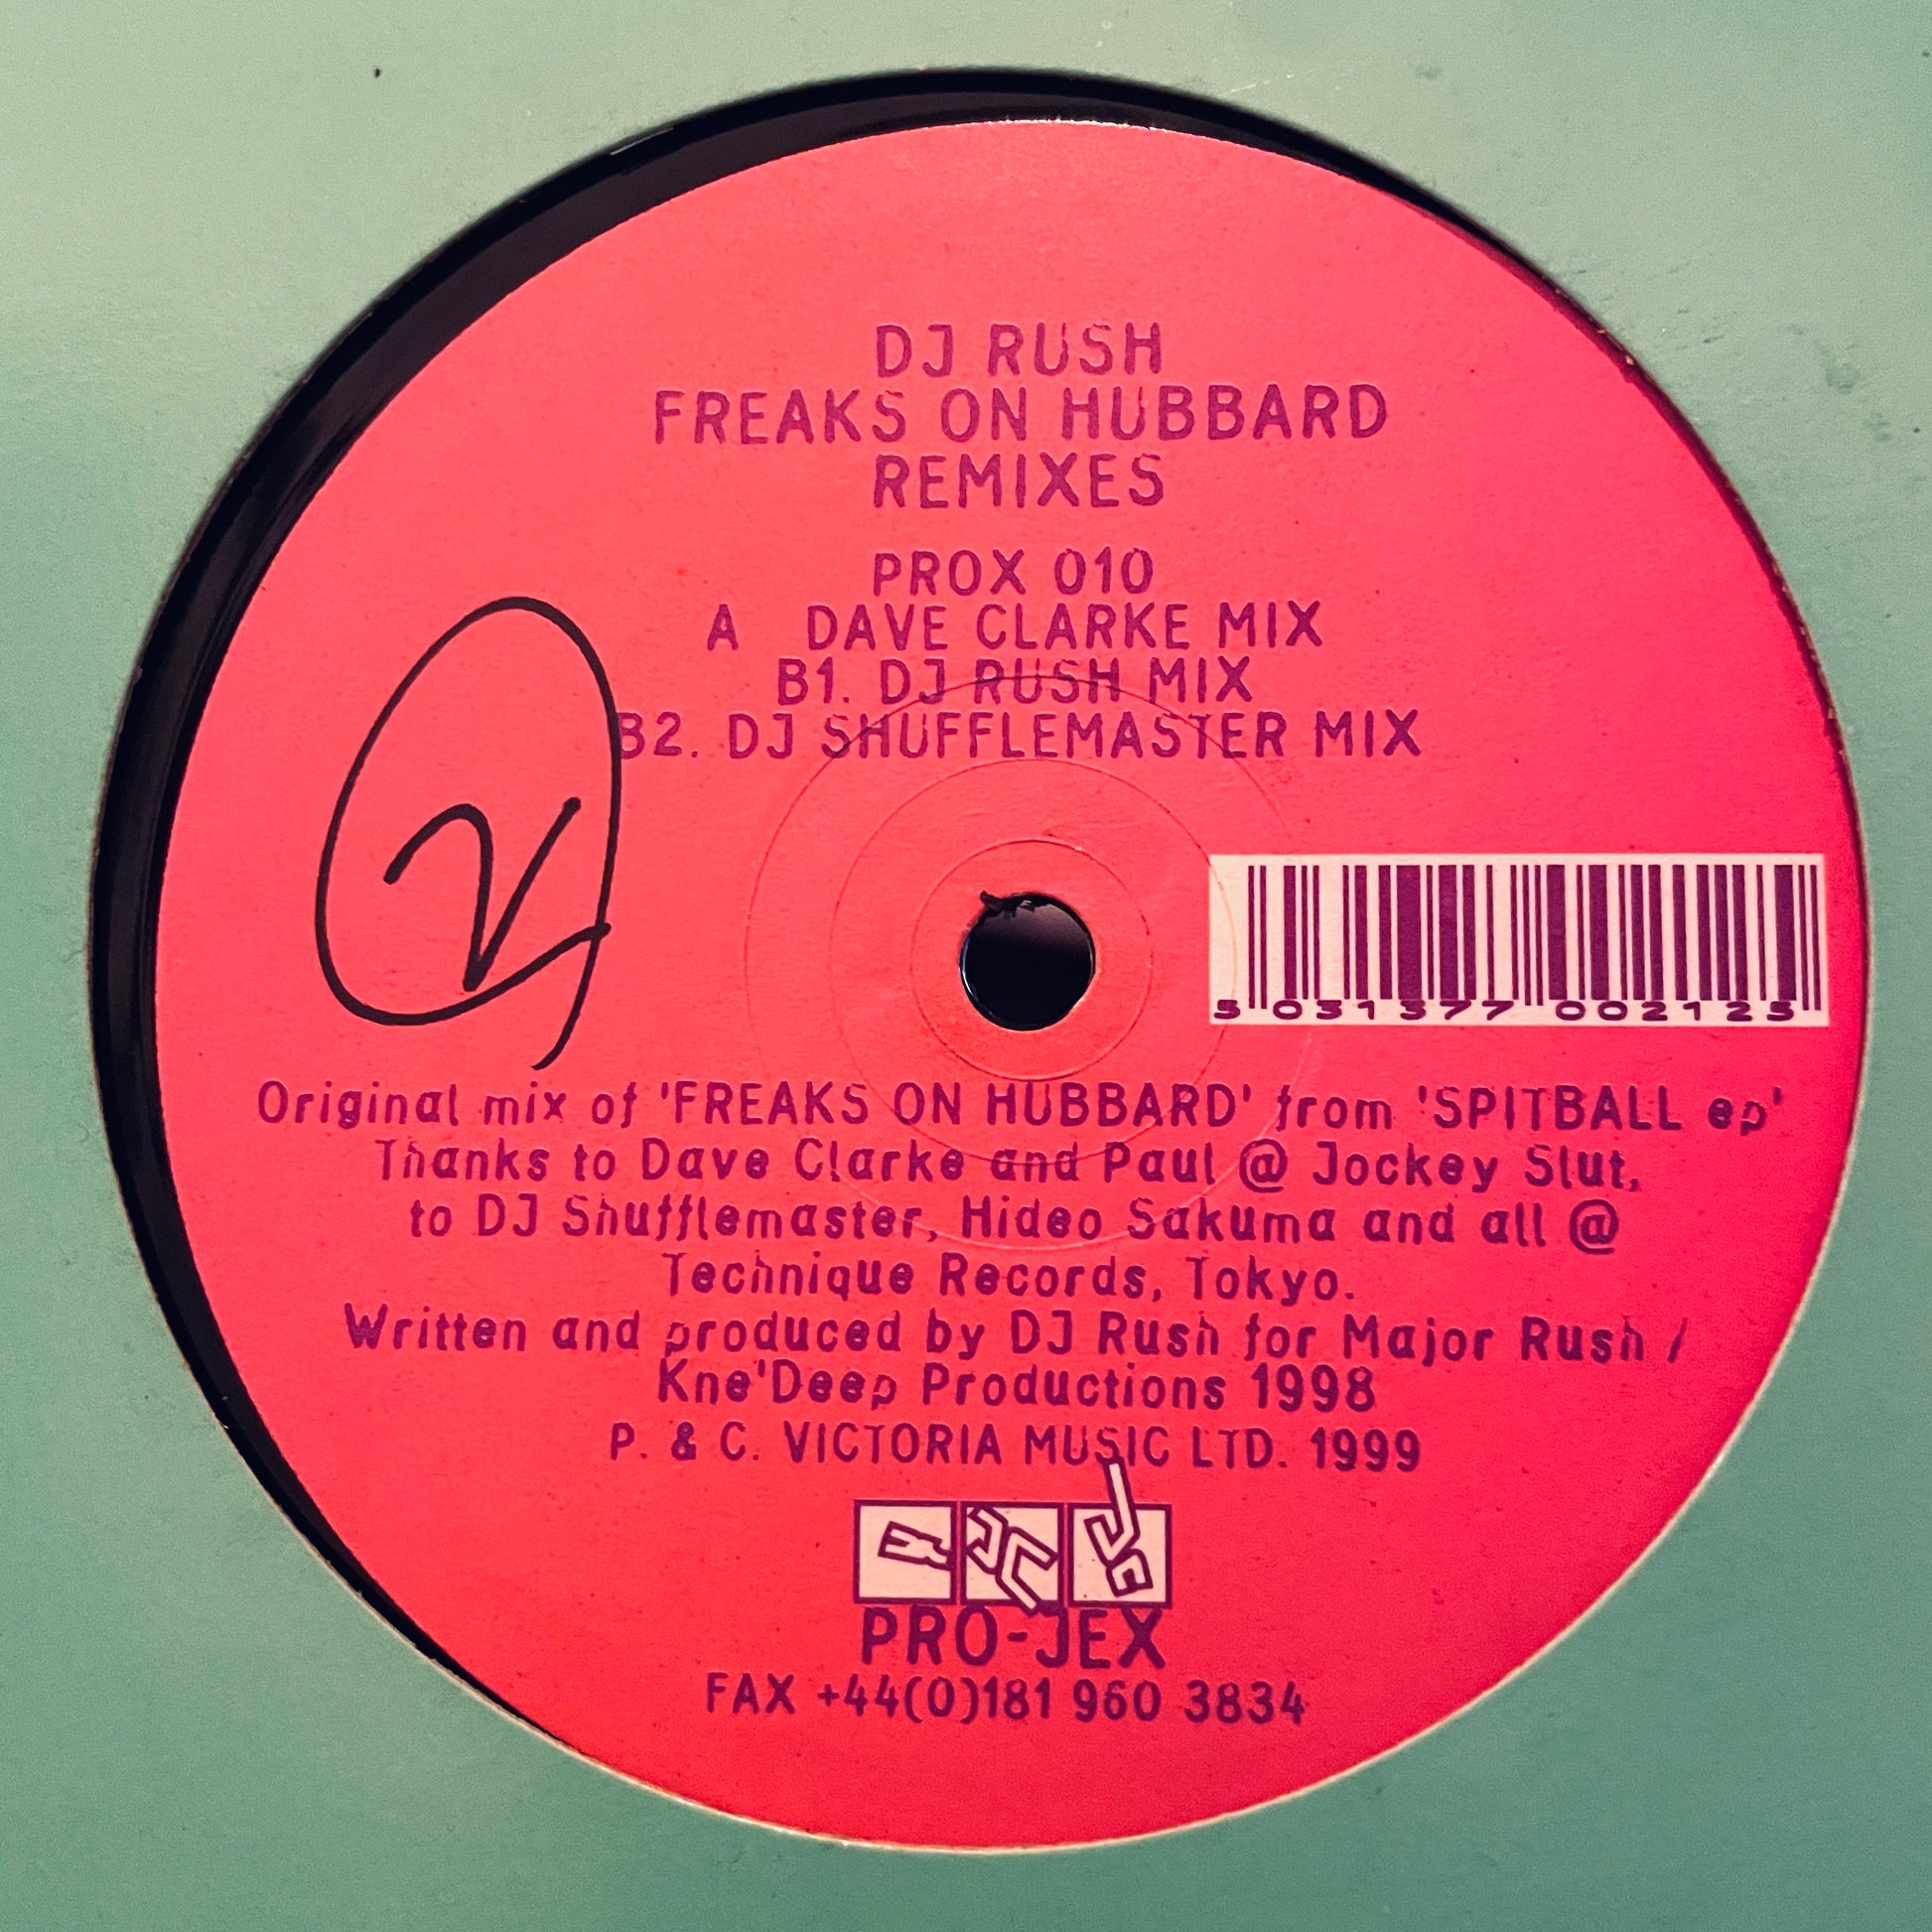 DJ RUSH
FREAKS ON HUBBARD
REMIXES
PROX 010
A DAVE CLARKE MIX
B1. DJ RUSH MIX
B2. DJ SHUFFLEMASTER MIX
5 031377 002123
Original mix of 'FREAKS ON HUBBARD' from 'SPITBALL ep'
Thanks to Dave Clarke and Paul @ Jockey Slut,
to DJ Shufflemaster, Hideo Sakuma and all @
Technique Records, Tokyo.
Written and produced by DJ Rush for Major Rush /
Kne'Deep Productions 1998
P. & C. VICTORIA MUSIC LTD. 1999
PRO-JEX
FAX +44(0)181 960 3834